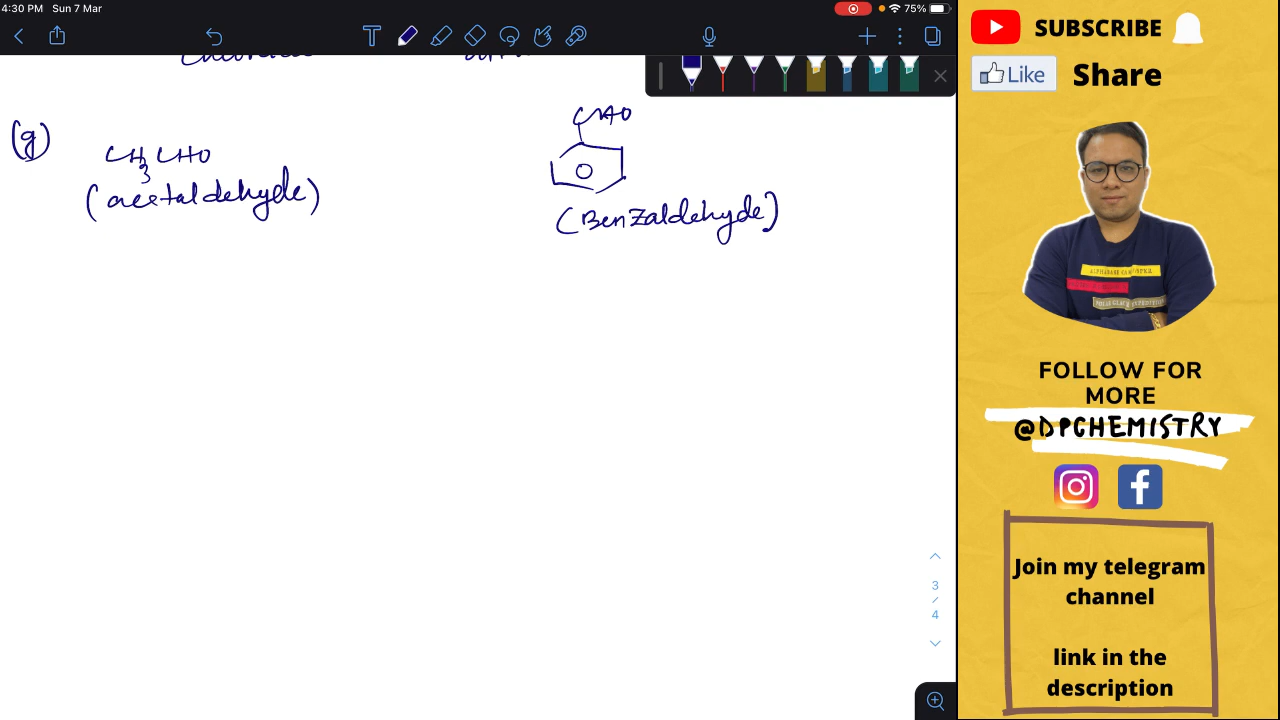 4:30 PM Sun 7 Mar
75%
(g)
CH3CHO
(acetaldehyde)
CHO
(Benzaldehyde)
3
/
4
SUBSCRIBE
Like
Share
FOLLOW FOR
MORE
@DPCHEMISTRY
Join my telegram
channel
link in the
description